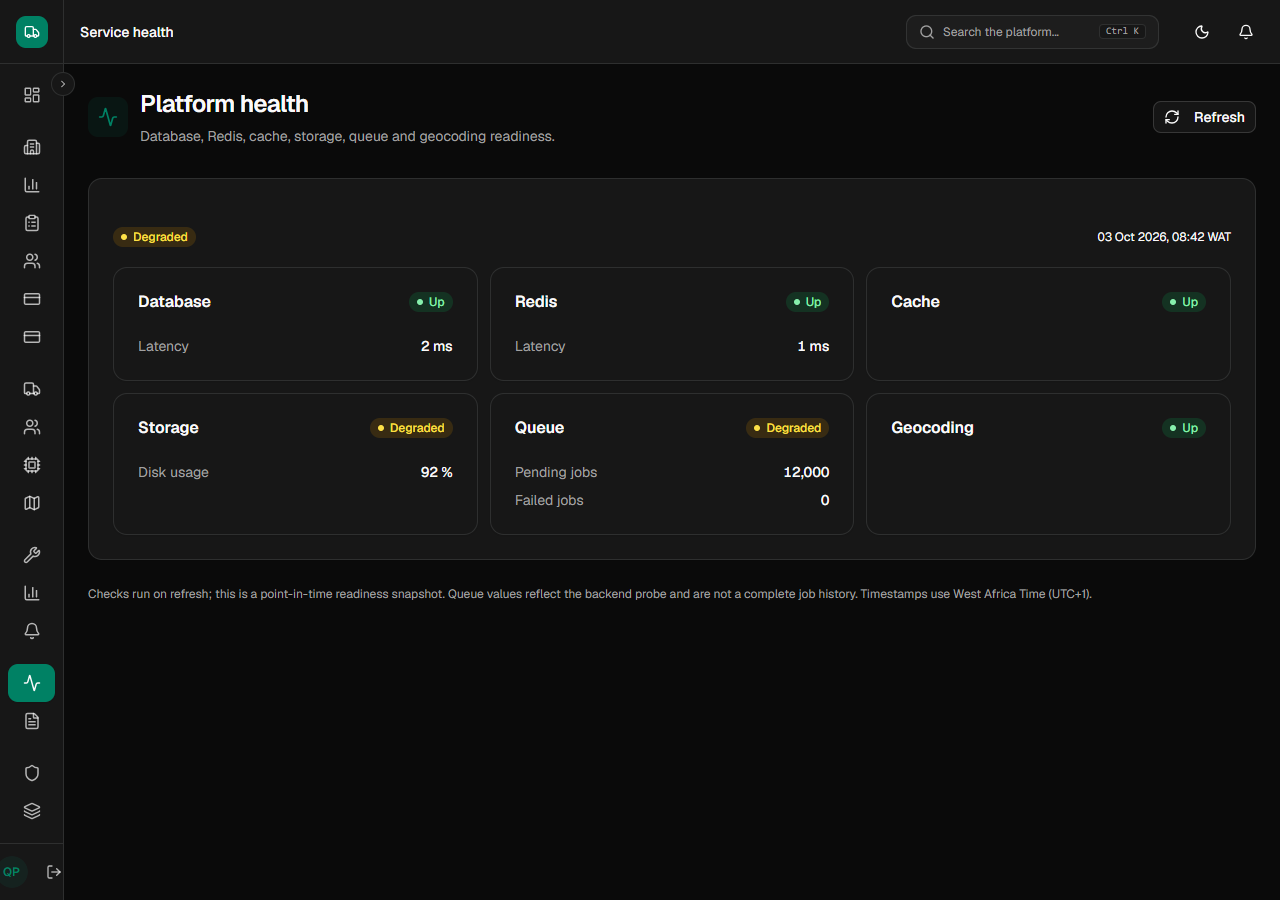 Service health
Search the platform...
Ctrl K
Platform health
Database, Redis, cache, storage, queue and geocoding readiness.
Refresh
Degraded
03 Oct 2026, 08:42 WAT
Database
Up
Latency
2 ms
Redis
Up
Latency
1 ms
Cache
Up
Storage
Degraded
Disk usage
92 %
Queue
Degraded
Pending jobs
12,000
Failed jobs
0
Geocoding
Up
Checks run on refresh; this is a point-in-time readiness snapshot. Queue values reflect the backend probe and are not a complete job history. Timestamps use West Africa Time (UTC+1).
QP